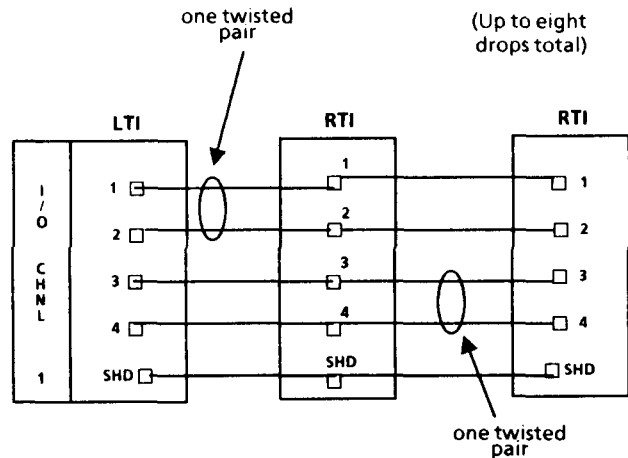 one twisted
pair
(Up to eight
drops total)
LTI
RTI
RTI
I/O
CHNL
1
1
2
3
4
SHD
1
2
3
4
SHD
1
2
3
4
SHD
one twisted
pair